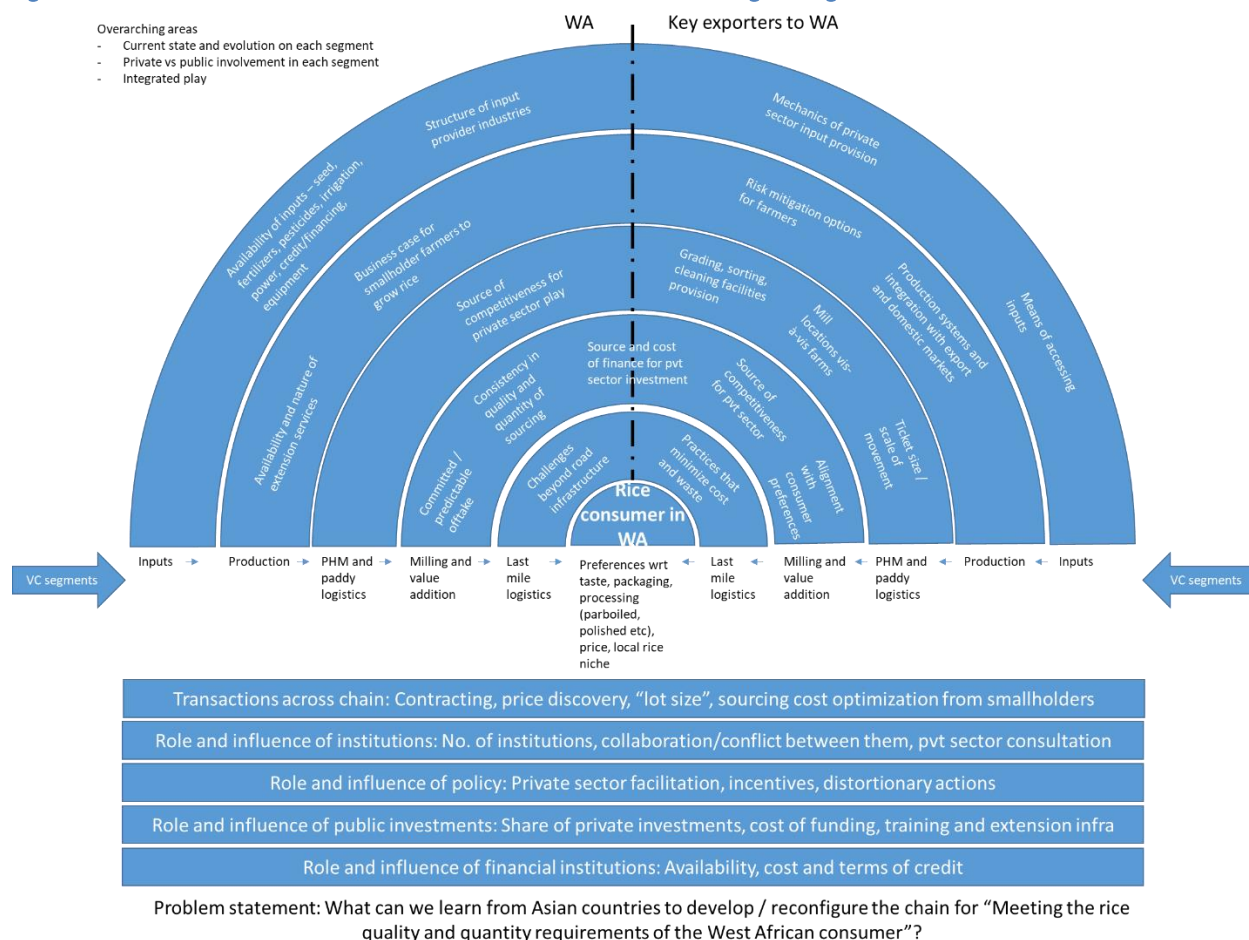 WA
Key exporters to WA
Overarching areas
- Current state and evolution on each segment
- Private vs public involvement in each segment
- Integrated play
Structure of input
provider industries
Mechanics of private
sector input provision
Availability of inputs – seed,
fertilizers, pesticides, irrigation,
power, credit/financing,
equipment
Means of accessing
inputs
Business case for
smallholder farmers to
grow rice
Risk mitigation options
for farmers
Availability and nature of
extension services
Production systems and
integration with export
and domestic markets
Source of
competitiveness for
private sector play
Grading, sorting,
cleaning facilities
provision
Mill
locations vis-
à-vis farms
Ticket size /
scale of
movement
Source and cost
of finance for pvt
sector investment
Consistency in
quality and
quantity of
sourcing
Source of
competitiveness
for pvt sector
Committed /
predictable
offtake
Alignment
with
consumer
preferences
Challenges
beyond road
infrastructure
Practices that
minimize cost
and waste
Rice
consumer in
WA
VC segments
Inputs
Production
PHM and
paddy
logistics
Milling and
value
addition
Last
mile
logistics
Preferences wrt
taste, packaging,
processing
(parboiled,
polished etc),
price, local rice
niche
Last
mile
logistics
Milling and
value
addition
PHM and
paddy
logistics
Production
Inputs
VC segments
Transactions across chain: Contracting, price discovery, “lot size”, sourcing cost optimization from smallholders
Role and influence of institutions: No. of institutions, collaboration/conflict between them, pvt sector consultation
Role and influence of policy: Private sector facilitation, incentives, distortionary actions
Role and influence of public investments: Share of private investments, cost of funding, training and extension infra
Role and influence of financial institutions: Availability, cost and terms of credit
Problem statement: What can we learn from Asian countries to develop / reconfigure the chain for “Meeting the rice
quality and quantity requirements of the West African consumer”?